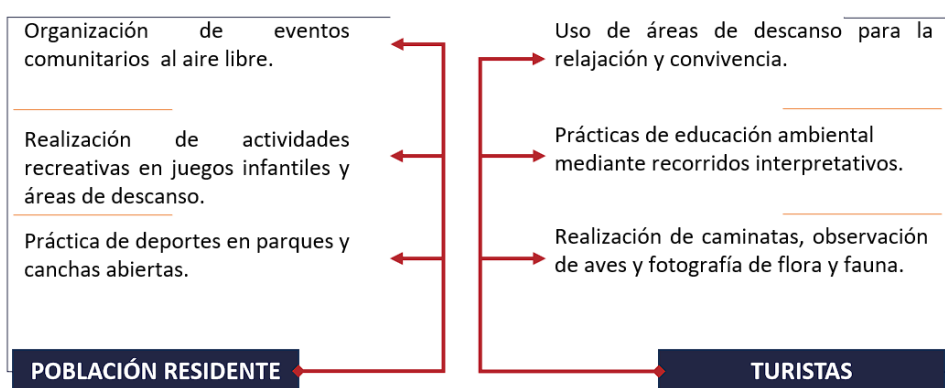 Organización de eventos
comunitarios al aire libre.
Realización de actividades
recreativas en juegos infantiles y
áreas de descanso.
Práctica de deportes en parques y
canchas abiertas.
POBLACIÓN RESIDENTE
Uso de áreas de descanso para la
relajación y convivencia.
Prácticas de educación ambiental
mediante recorridos interpretativos.
Realización de caminatas, observación
de aves y fotografía de flora y fauna.
TURISTAS